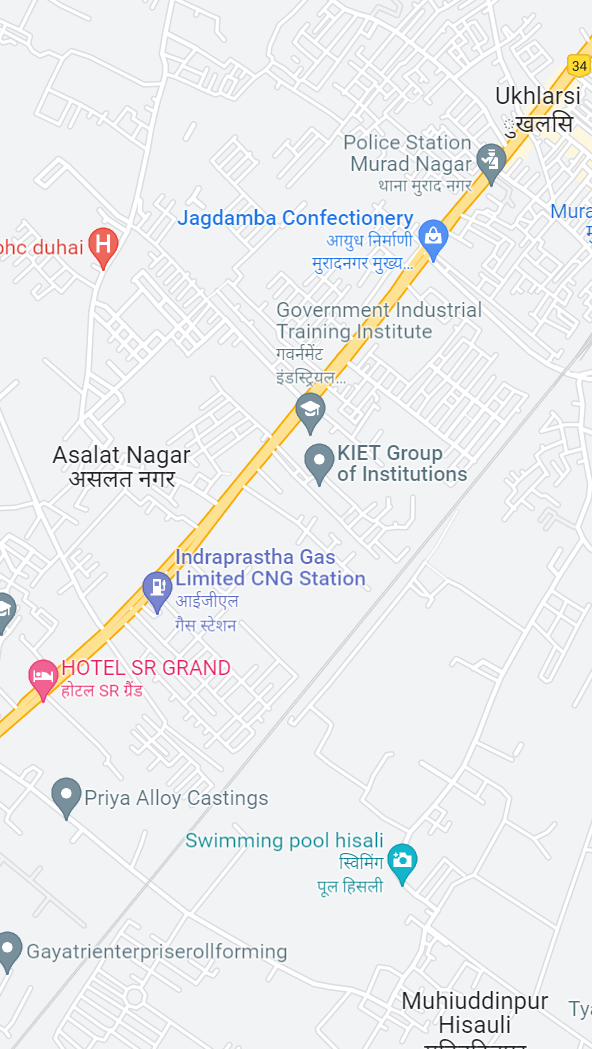 34
Ukhlarsi
ुखलसि
Police Station
Murad Nagar
थाना मुराद नगर
Jagdamba Confectionery
आयुध निर्माणी
मुरादनगर मुख्य...
Mura
phc duhai
H
Government Industrial
Training Institute
गवर्नमेंट
इंडस्ट्रियल...
KIET Group
of Institutions
Asalat Nagar
असलत नगर
Indraprastha Gas
Limited CNG Station
आईजीएल
गैस स्टेशन
HOTEL SR GRAND
होटल SR ग्रैंड
Priya Alloy Castings
Swimming pool hisali
स्विमिंग
पूल हिसली
Gayatrienterpriserollforming
Muhiuddinpur
Hisauli
Tya